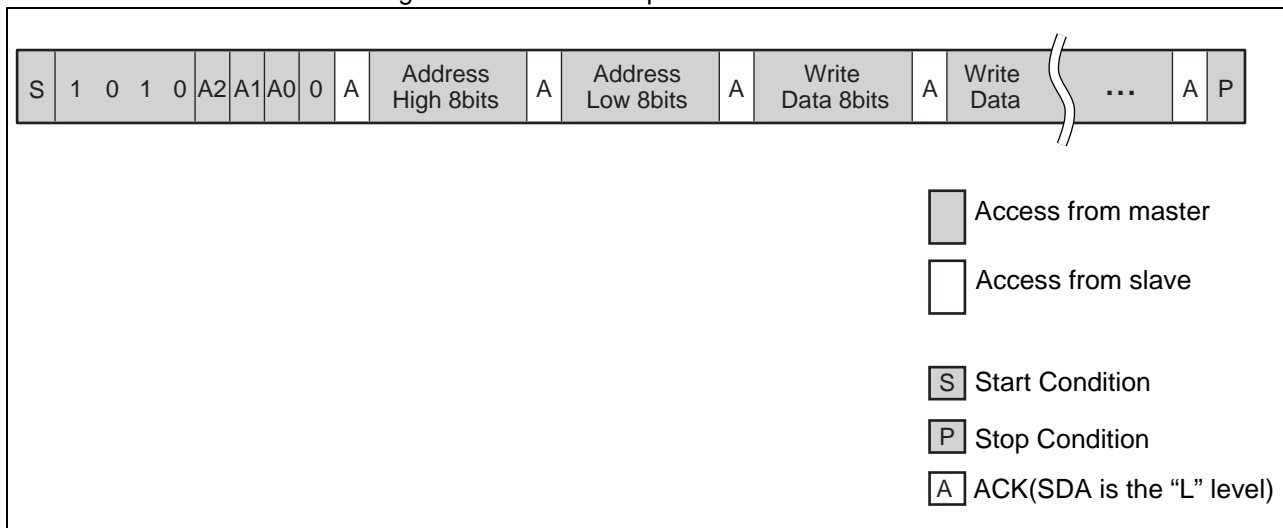 S 1 0 1 0 A2 A1 A0 0 A Address High 8bits A Address Low 8bits A Write Data 8bits A Write Data ... A P
Access from master
Access from slave
S Start Condition
P Stop Condition
A ACK(SDA is the “L” level)